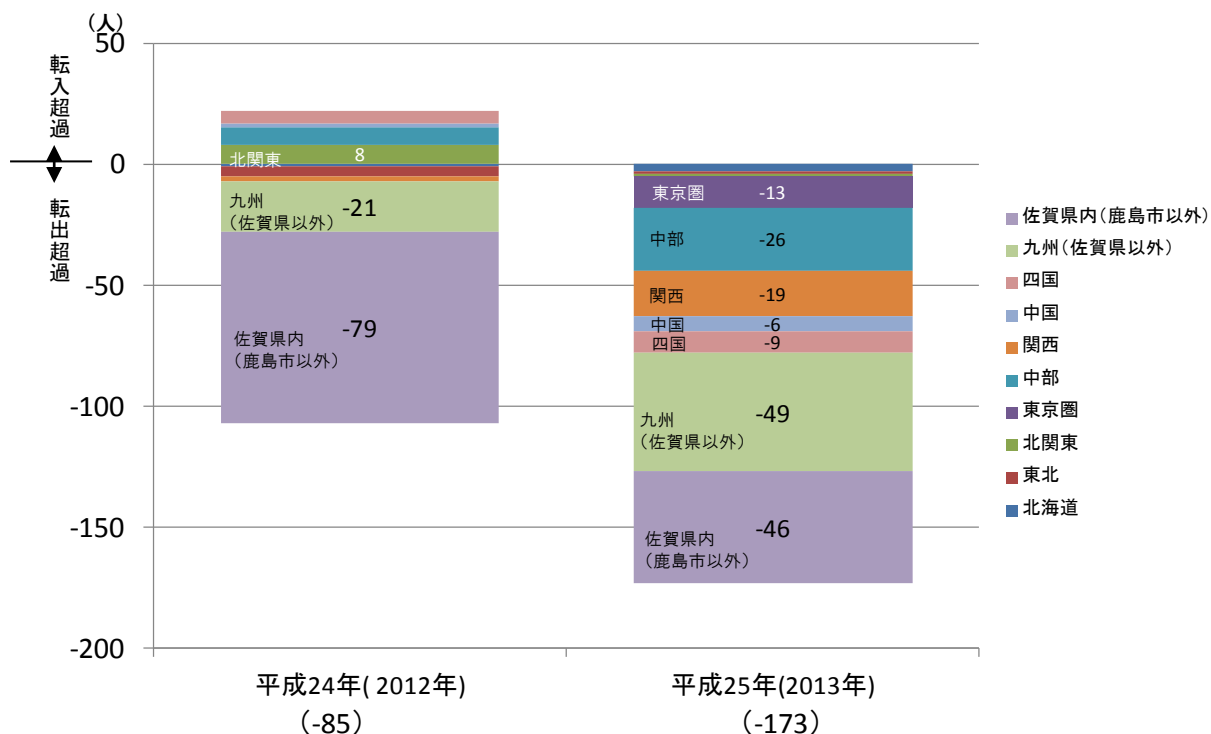 (人)
50
0
-50
-100
-150
-200
転入超過
転出超過
北関東 8
九州
（佐賀県以外） -21
佐賀県内
（鹿島市以外） -79
東京圏 -13
中部 -26
関西 -19
中国 -6
四国 -9
九州
（佐賀県以外） -49
佐賀県内
（鹿島市以外） -46
佐賀県内（鹿島市以外）
九州（佐賀県以外）
四国
中国
関西
中部
東京圏
北関東
東北
北海道
平成24年( 2012年)
（-85）
平成25年(2013年)
（-173）